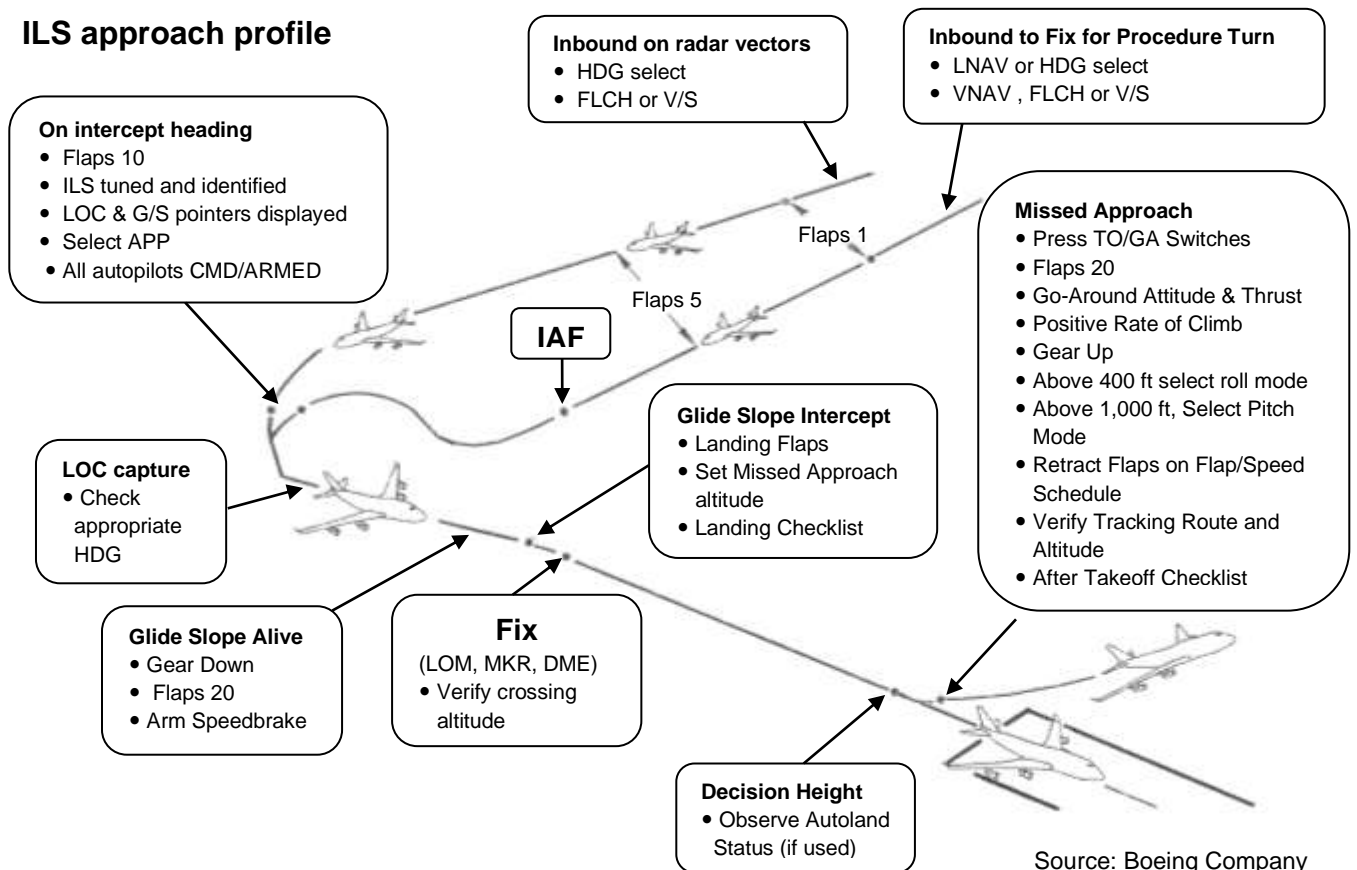 ILS approach profile
Inbound on radar vectors
• HDG select
• FLCH or V/S
Inbound to Fix for Procedure Turn
• LNAV or HDG select
• VNAV , FLCH or V/S
On intercept heading
• Flaps 10
• ILS tuned and identified
• LOC & G/S pointers displayed
• Select APP
• All autopilots CMD/ARMED
Flaps 1
Flaps 5
IAF
Missed Approach
• Press TO/GA Switches
• Flaps 20
• Go-Around Attitude & Thrust
• Positive Rate of Climb
• Gear Up
• Above 400 ft select roll mode
• Above 1,000 ft, Select Pitch
Mode
• Retract Flaps on Flap/Speed
Schedule
• Verify Tracking Route and
Altitude
• After Takeoff Checklist
Glide Slope Intercept
• Landing Flaps
• Set Missed Approach
altitude
• Landing Checklist
LOC capture
• Check
appropriate
HDG
Glide Slope Alive
• Gear Down
• Flaps 20
• Arm Speedbrake
Fix
(LOM, MKR, DME)
• Verify crossing
altitude
Decision Height
• Observe Autoland
Status (if used)
Source: Boeing Company